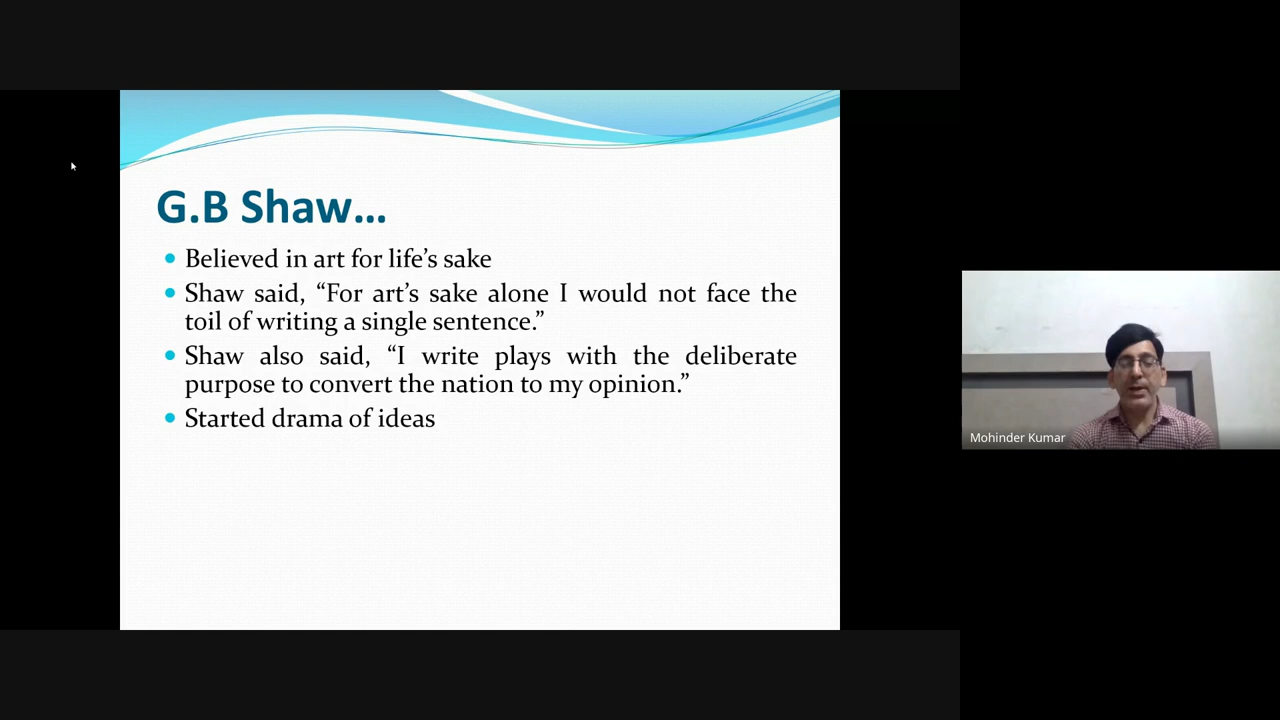 G.B Shaw...
Believed in art for life’s sake
Shaw said, “For art’s sake alone I would not face the
toil of writing a single sentence.”
Shaw also said, “I write plays with the deliberate
purpose to convert the nation to my opinion.”
Started drama of ideas
Mohinder Kumar